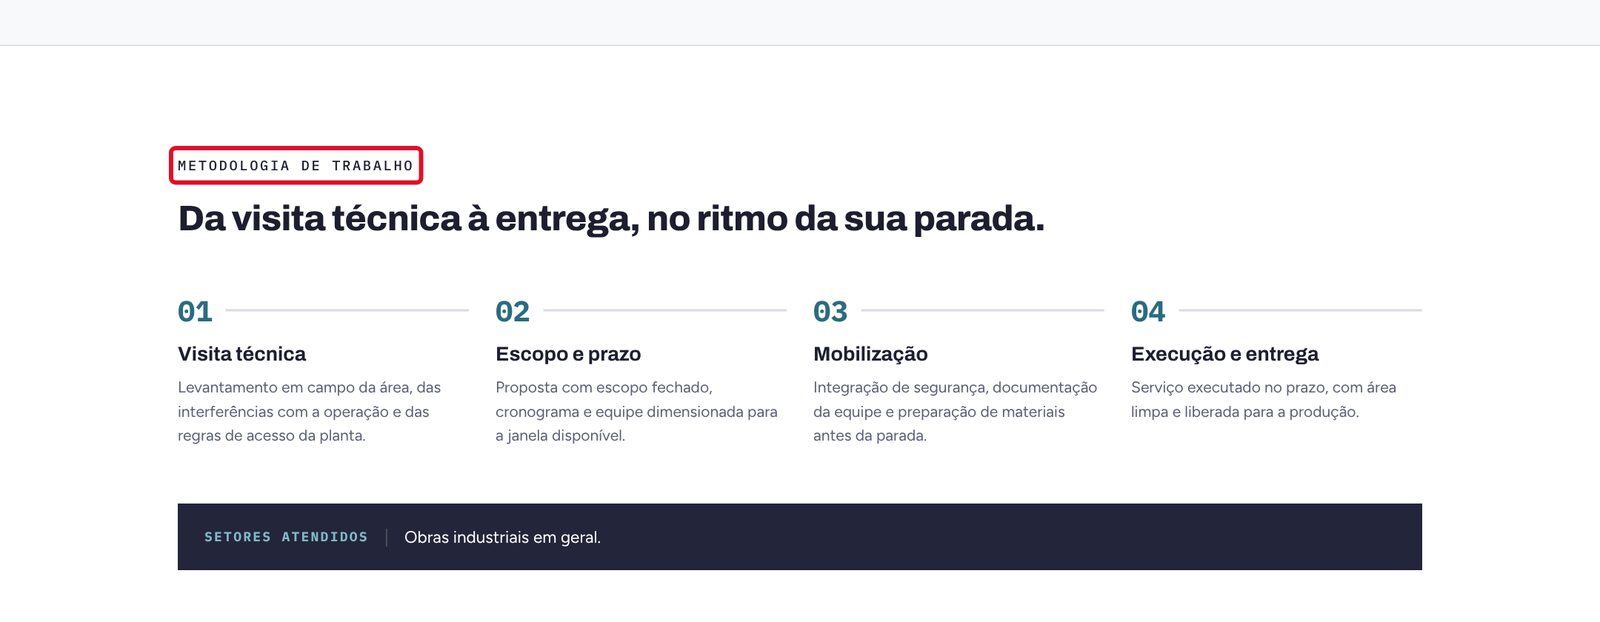 METODOLOGIA DE TRABALHO
Da visita técnica à entrega, no ritmo da sua parada.
01
Visita técnica
Levantamento em campo da área, das
interferências com a operação e das
regras de acesso da planta.
02
Escopo e prazo
Proposta com escopo fechado,
cronograma e equipe dimensionada para
a janela disponível.
03
Mobilização
Integração de segurança, documentação
da equipe e preparação de materiais
antes da parada.
04
Execução e entrega
Serviço executado no prazo, com área
limpa e liberada para a produção.
SETORES ATENDIDOS
Obras industriais em geral.